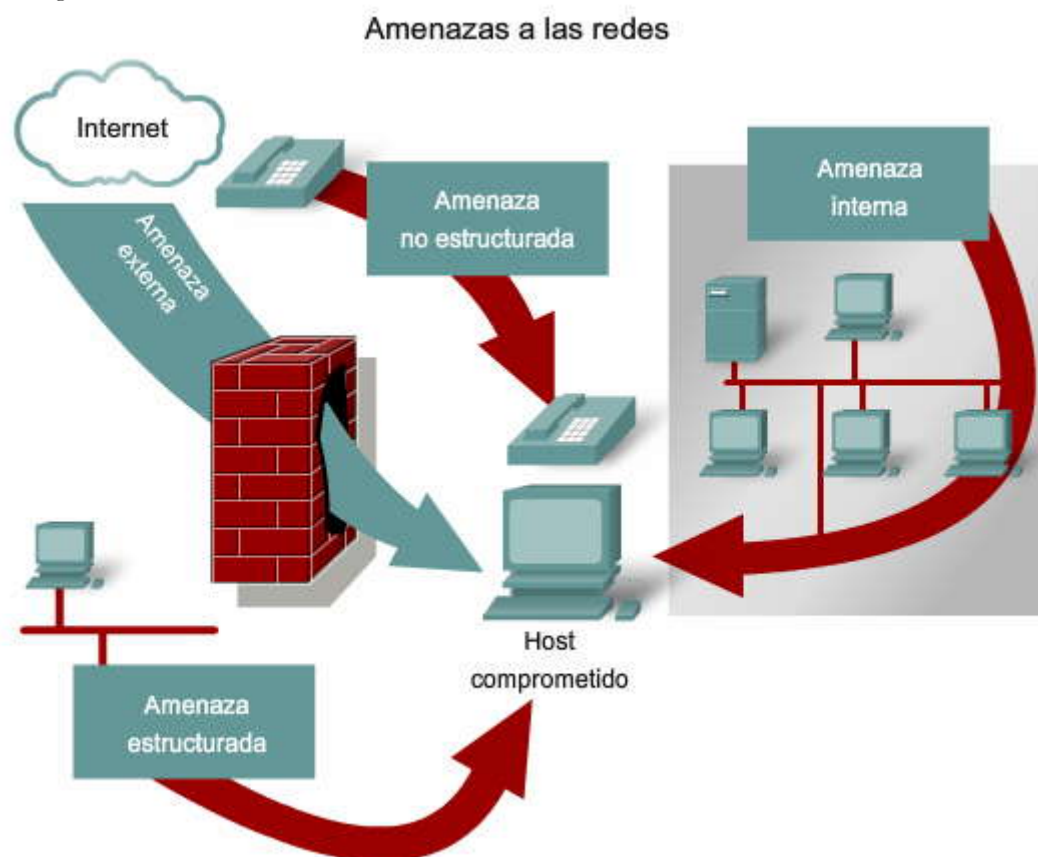 Amenazas a las redes
Internet
Amenaza
externa
Amenaza
no estructurada
Amenaza
interna
Host
comprometido
Amenaza
estructurada